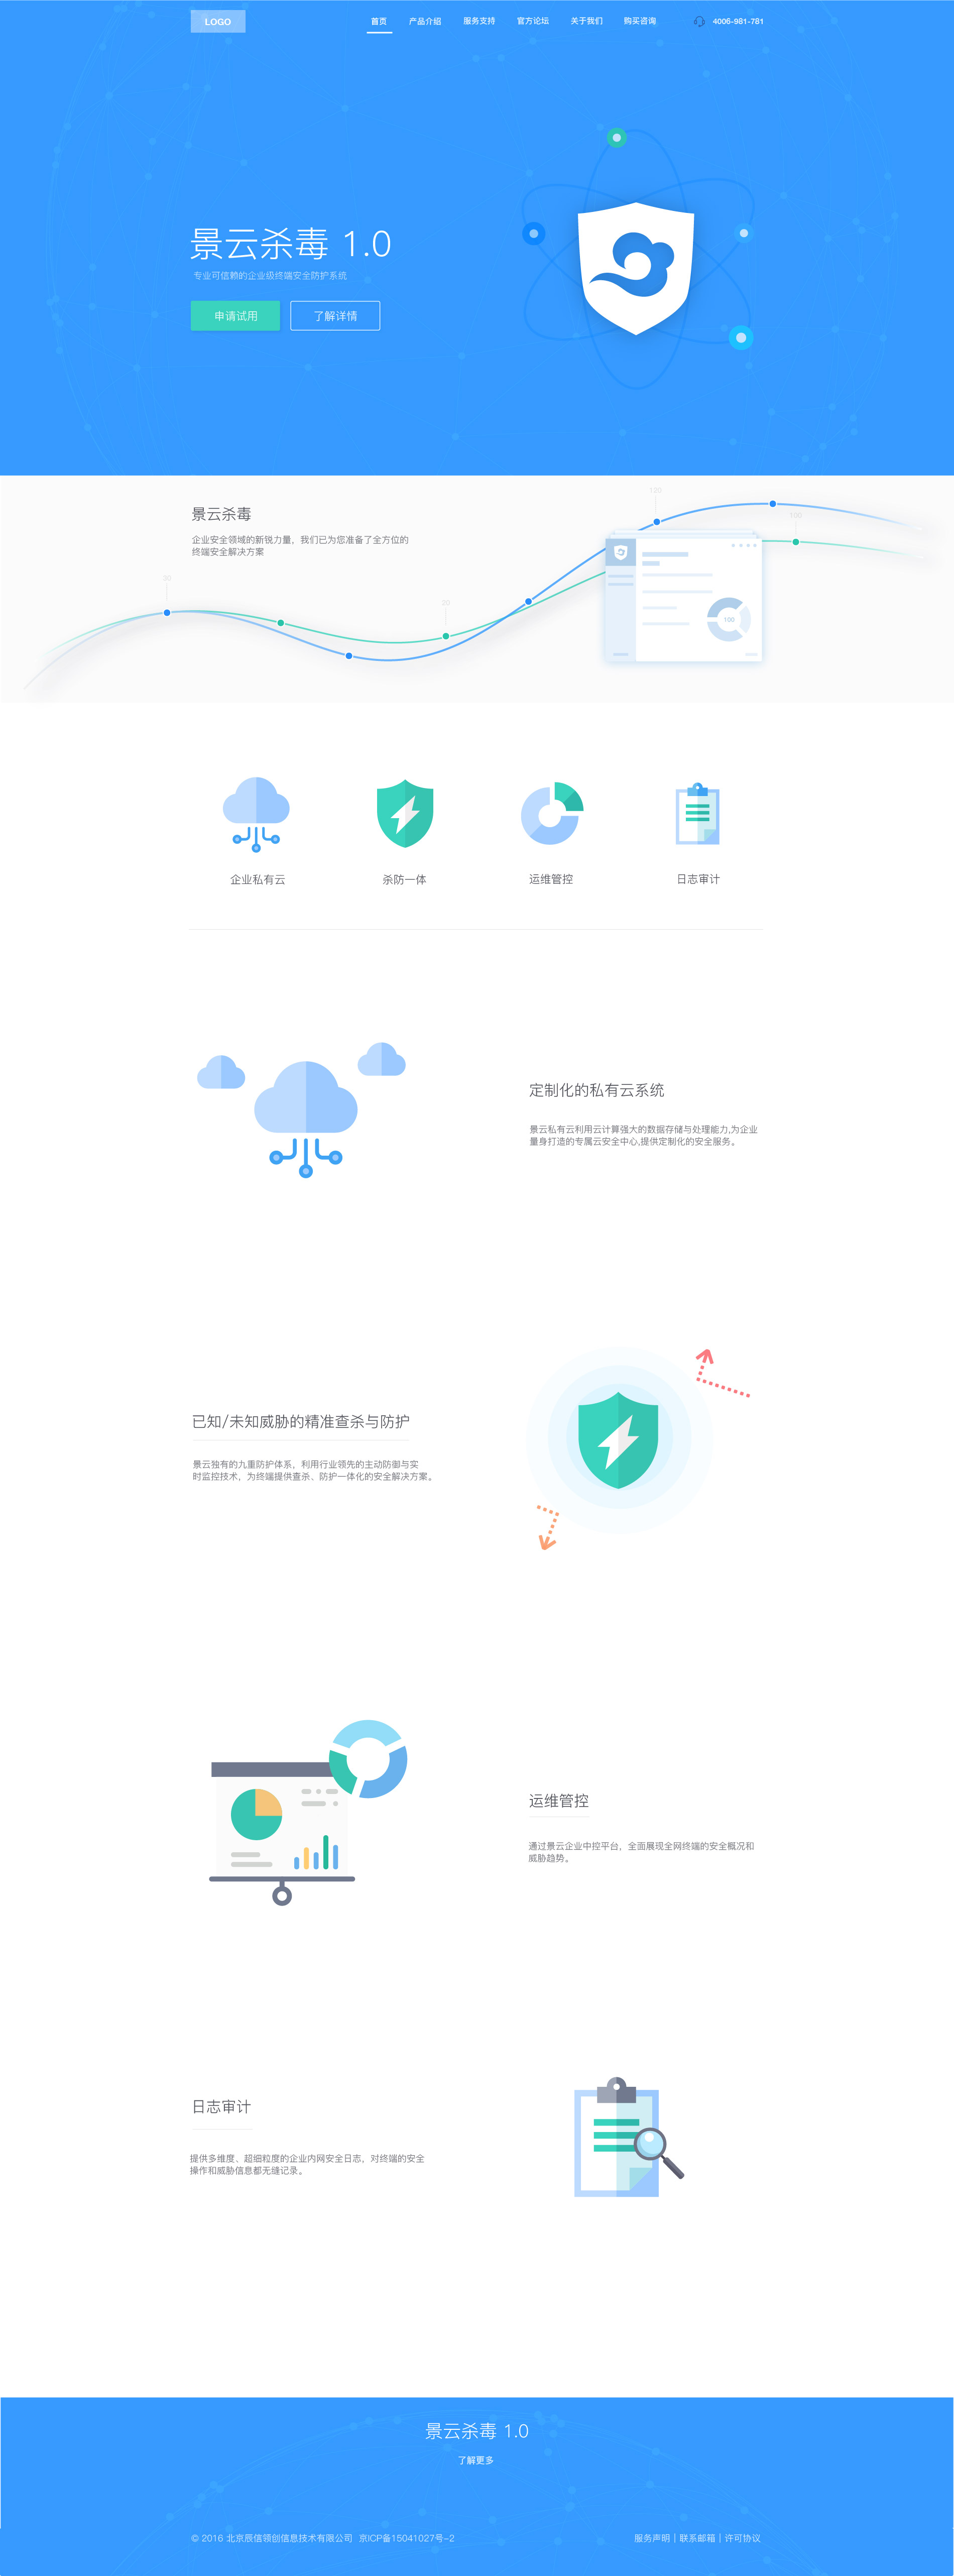 LOGO
首页 产品介绍 服务支持 官方论坛 关于我们 购买咨询 4006-981-781
景云杀毒 1.0
专业可信赖的企业级终端安全防护系统
申请试用 了解详情
景云杀毒
企业安全领域的新锐力量，我们已为您准备了全方位的
终端安全解决方案
120
100
50
20
100
企业私有云 杀防一体 运维管控 日志审计
定制化的私有云系统
景云私有云利用云计算强大的数据存储与处理能力,为企业
量身打造的专属云安全中心,提供定制化的安全服务。
已知/未知威胁的精准查杀与防护
景云独有的九重防护体系，利用行业领先的主动防御与实
时监控技术，为终端提供查杀、防护一体化的安全解决方案。
运维管控
通过景云企业中控平台，全面展现全网终端的安全概况和
威胁趋势。
日志审计
提供多维度、超细粒度的企业内网安全日志，对终端的安全
操作和威胁信息都无缝记录。
景云杀毒 1.0
了解更多
© 2016 北京辰信领创信息技术有限公司 京ICP备15041027号-2 服务声明 | 联系邮箱 | 许可协议